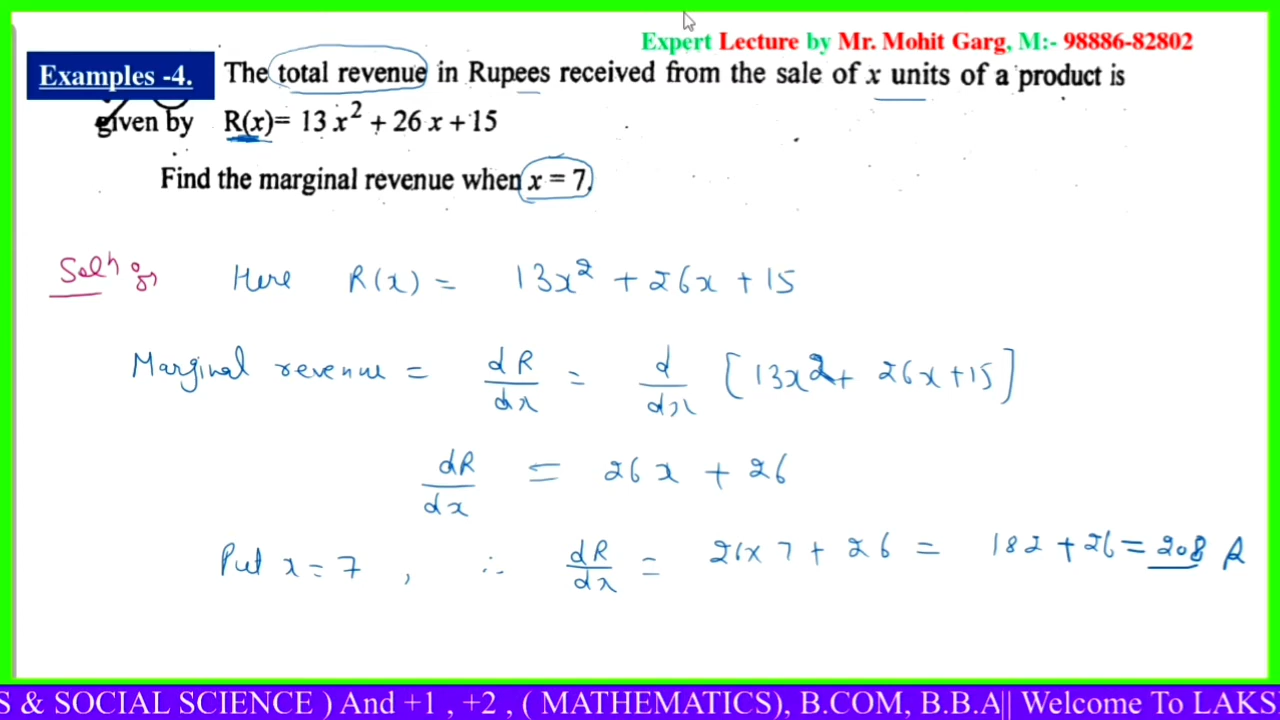 Expert Lecture by Mr. Mohit Garg, M:- 98886-82802
Examples -4. The total revenue in Rupees received from the sale of x units of a product is
given by R(x)= 13 x² + 26 x + 15
Find the marginal revenue when x = 7.
Solⁿ
Here R(x) = 13x² + 26x + 15
Marginal revenue = dR/dx = d/dx [13x² + 26x + 15]
dR/dx = 26x + 26
Put x = 7 , ∴ dR/dx = 26x7 + 26 = 182 + 26 = 208
S & SOCIAL SCIENCE ) And +1 , +2 , ( MATHEMATICS), B.COM, B.B.A|| Welcome To LAKS